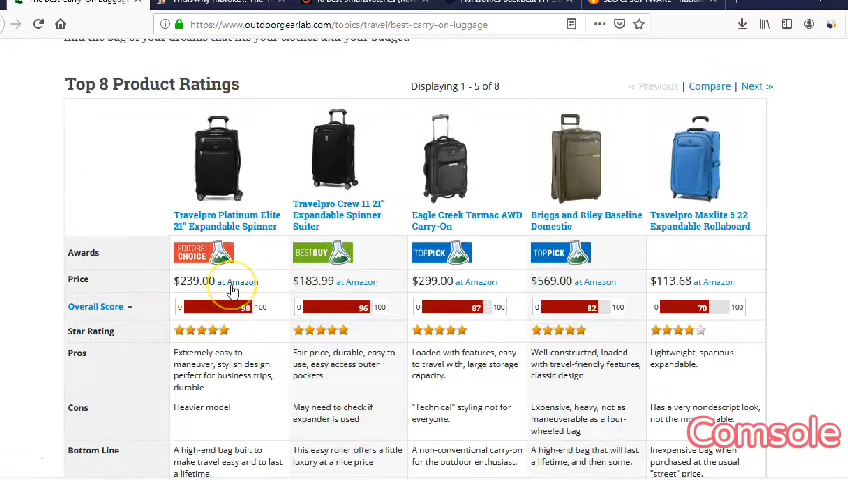 https://www.outdoorgearlab.com/topics/travel/best-carry-on-luggage
Top 8 Product Ratings
Displaying 1 - 5 of 8
<< Previous | Compare | Next >>
Travelpro Platinum Elite
21" Expandable Spinner
Travelpro Crew 11 21"
Expandable Spinner
Suiter
Eagle Creek Tarmac AWD
Carry-On
Briggs and Riley Baseline
Domestic
Travelpro Maxlite 5 22
Expandable Rollaboard
Awards
EDITORS'
CHOICE
BEST BUY
TOP PICK
TOP PICK
Price
$239.00 at Amazon
$183.99 at Amazon
$299.00 at Amazon
$569.00 at Amazon
$113.68 at Amazon
Overall Score
0 98 100
0 96 100
0 87 100
0 82 100
0 70 100
Star Rating
Pros
Extremely easy to
maneuver, stylish design
perfect for business trips,
durable
Fair price, durable, easy to
use, easy access outer
pockets
Loaded with features, easy
to travel with, large storage
capacity.
Well-constructed, loaded
with travel-friendly features,
classic design
Lightweight, spacious
expandable.
Cons
Heavier model
May need to check if
expander is used
"Technical" styling not for
everyone.
Expensive, heavy, not as
maneuverable as a four-
wheeled bag
Has a very nondescript look,
not the most
Bottom Line
A high-end bag built to
make travel easy and to last
a lifetime.
This easy roller offers a little
luxury at a nice price
A non-conventional carry-on
for the outdoor enthusiast.
A high-end bag that will last
a lifetime, and then some.
Inexpensive bag when
purchased at the usual
"street" price.
Comsole